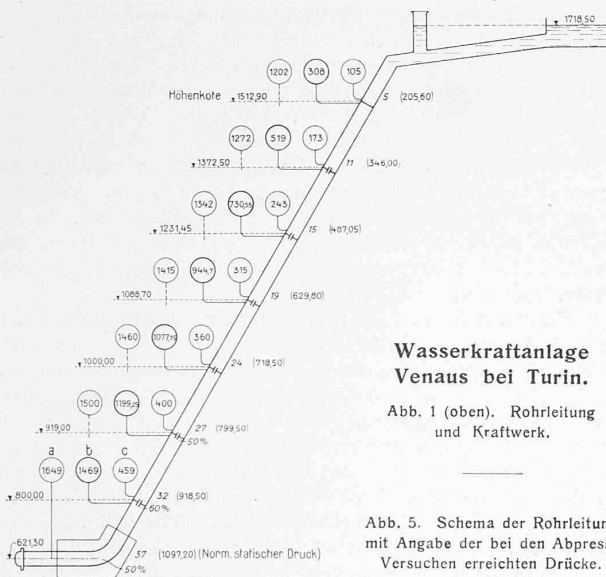 1718,50
1202 308 105
Höhenkote 1512,90 5 (205,60)
1272 519 173
1372,50 11 (346,00)
1342 730,55 243
1231,45 15 (487,05)
1415 944,7 315
1088,70 19 (629,80)
1460 1077,75 360
1000,00 24 (718,50)
1500 1199,25 400
919,00 27 (799,50)
50%
a b c
1649 1469 459
800,00 32 (918,50)
60%
621,30
37 (1097,20) (Norm. statischer Druck)
50%
Wasserkraftanlage
Venaus bei Turin.
Abb. 1 (oben). Rohrleitung
und Kraftwerk.
Abb. 5. Schema der Rohrleitun
mit Angabe der bei den Abpress
Versuchen erreichten Drücke.